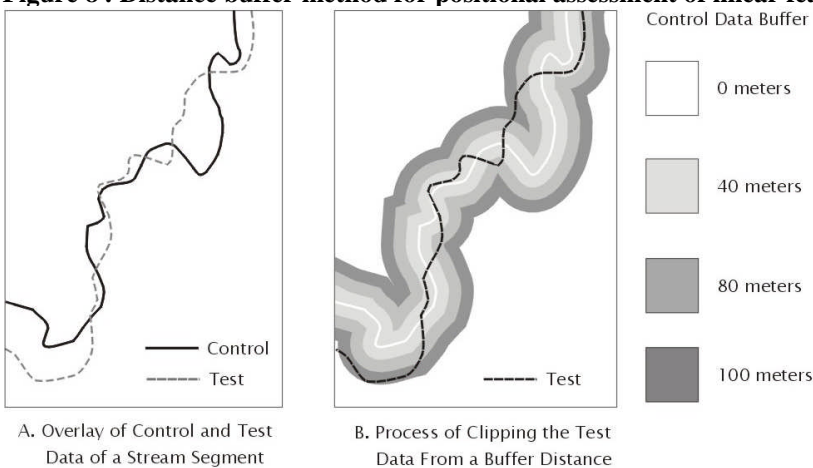 Figure 8 . Distance buffer method for positional assessment of linear
Control Data Buffer
0 meters
40 meters
80 meters
100 meters
Control
Test
Test
A. Overlay of Control and Test
Data of a Stream Segment
B. Process of Clipping the Test
Data From a Buffer Distance